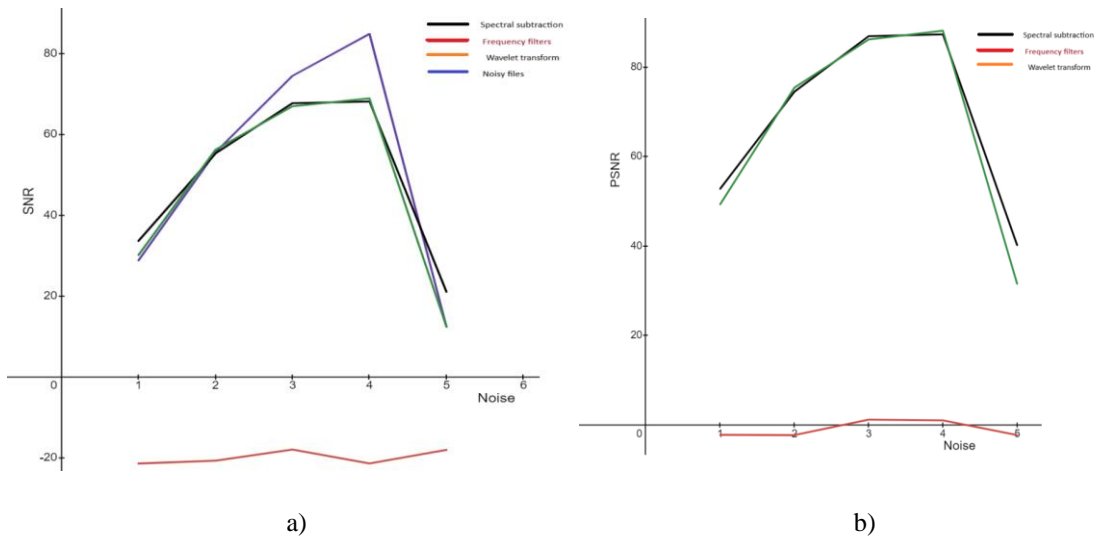 Spectral subtraction
Frequency filters
Wavelet transform
Noisy files
SNR
80
60
40
20
0
-20
1 2 3 4 5 6
Noise
a)
Spectral subtraction
Frequency filters
Wavelet transform
PSNR
80
60
40
20
0
1 2 3 4 5
Noise
b)